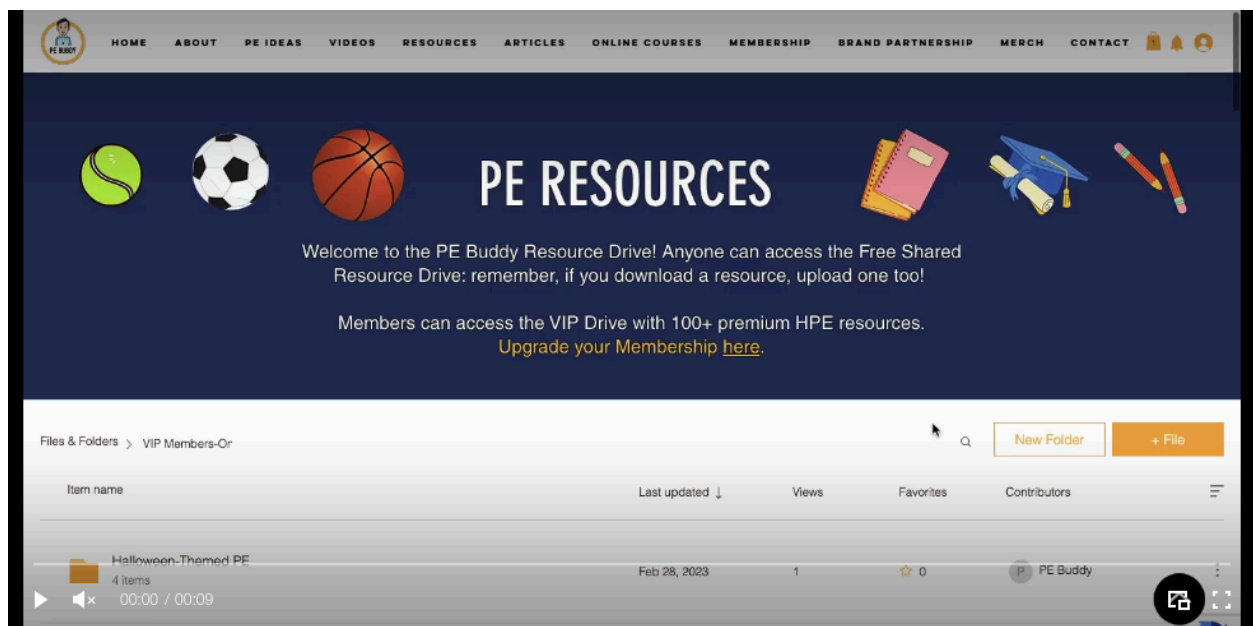 PE BUDDY
HOME ABOUT PE IDEAS VIDEOS RESOURCES ARTICLES ONLINE COURSES MEMBERSHIP BRAND PARTNERSHIP MERCH CONTACT
PE RESOURCES
Welcome to the PE Buddy Resource Drive! Anyone can access the Free Shared
Resource Drive: remember, if you download a resource, upload one too!
Members can access the VIP Drive with 100+ premium HPE resources.
Upgrade your Membership here.
Files & Folders > VIP Members-Or
New Folder + File
Item name Last updated ↓ Views Favorites Contributors
Halloween-Themed PE
4 items Feb 28, 2023 1 0 P PE Buddy
00:00 / 00:09